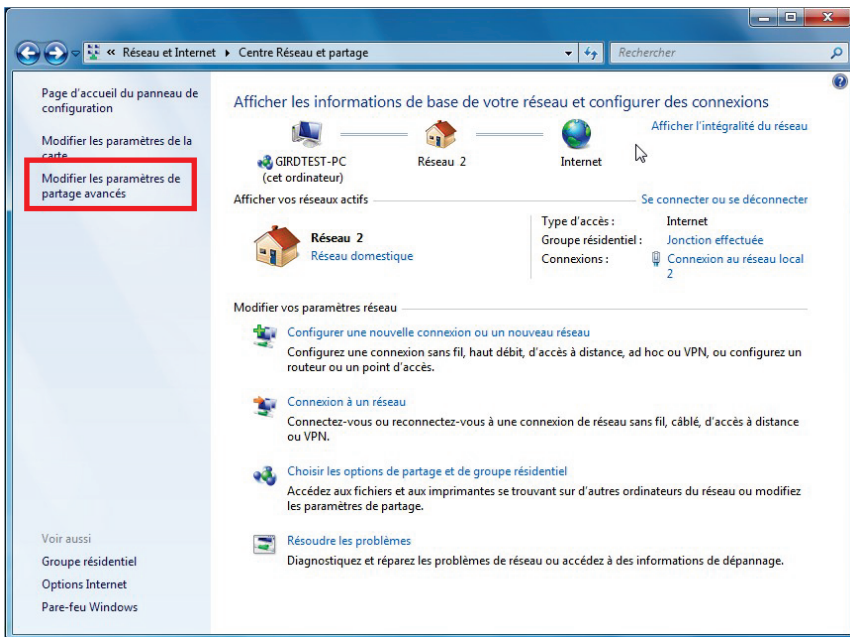 « Réseau et Internet ▸ Centre Réseau et partage
Rechercher
Page d'accueil du panneau de
configuration
Modifier les paramètres de la
carte
Modifier les paramètres de
partage avancés
Voir aussi
Groupe résidentiel
Options Internet
Pare-feu Windows
Afficher les informations de base de votre réseau et configurer des connexions
Afficher l'intégralité du réseau
GIRDTEST-PC
(cet ordinateur)
Réseau 2
Internet
Afficher vos réseaux actifs
Se connecter ou se déconnecter
Réseau 2
Réseau domestique
Type d'accès : Internet
Groupe résidentiel : Jonction effectuée
Connexions : Connexion au réseau local
2
Modifier vos paramètres réseau
Configurer une nouvelle connexion ou un nouveau réseau
Configurez une connexion sans fil, haut débit, d'accès à distance, ad hoc ou VPN, ou configurez un
routeur ou un point d'accès.
Connexion à un réseau
Connectez-vous ou reconnectez-vous à une connexion de réseau sans fil, câblé, d'accès à distance
ou VPN.
Choisir les options de partage et de groupe résidentiel
Accédez aux fichiers et aux imprimantes se trouvant sur d'autres ordinateurs du réseau ou modifiez
les paramètres de partage.
Résoudre les problèmes
Diagnostiquez et réparez les problèmes de réseau ou accédez à des informations de dépannage.